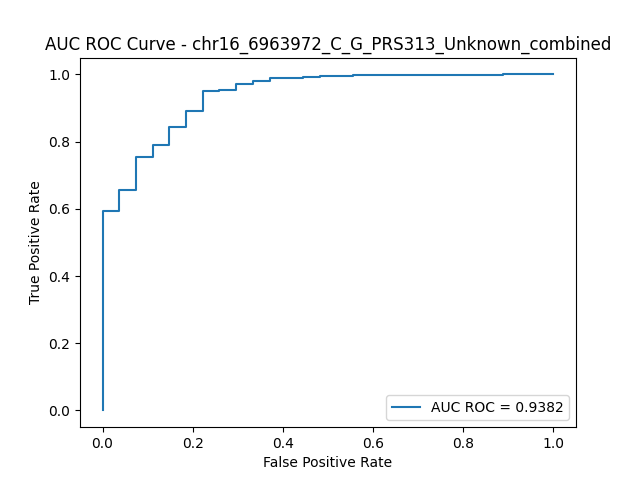 AUC ROC Curve - chr16_6963972_C_G_PRS313_Unknown_combined
1.0
0.8
0.6
0.4
0.2
0.0
True Positive Rate
AUC ROC = 0.9382
0.0 0.2 0.4 0.6 0.8 1.0
False Positive Rate